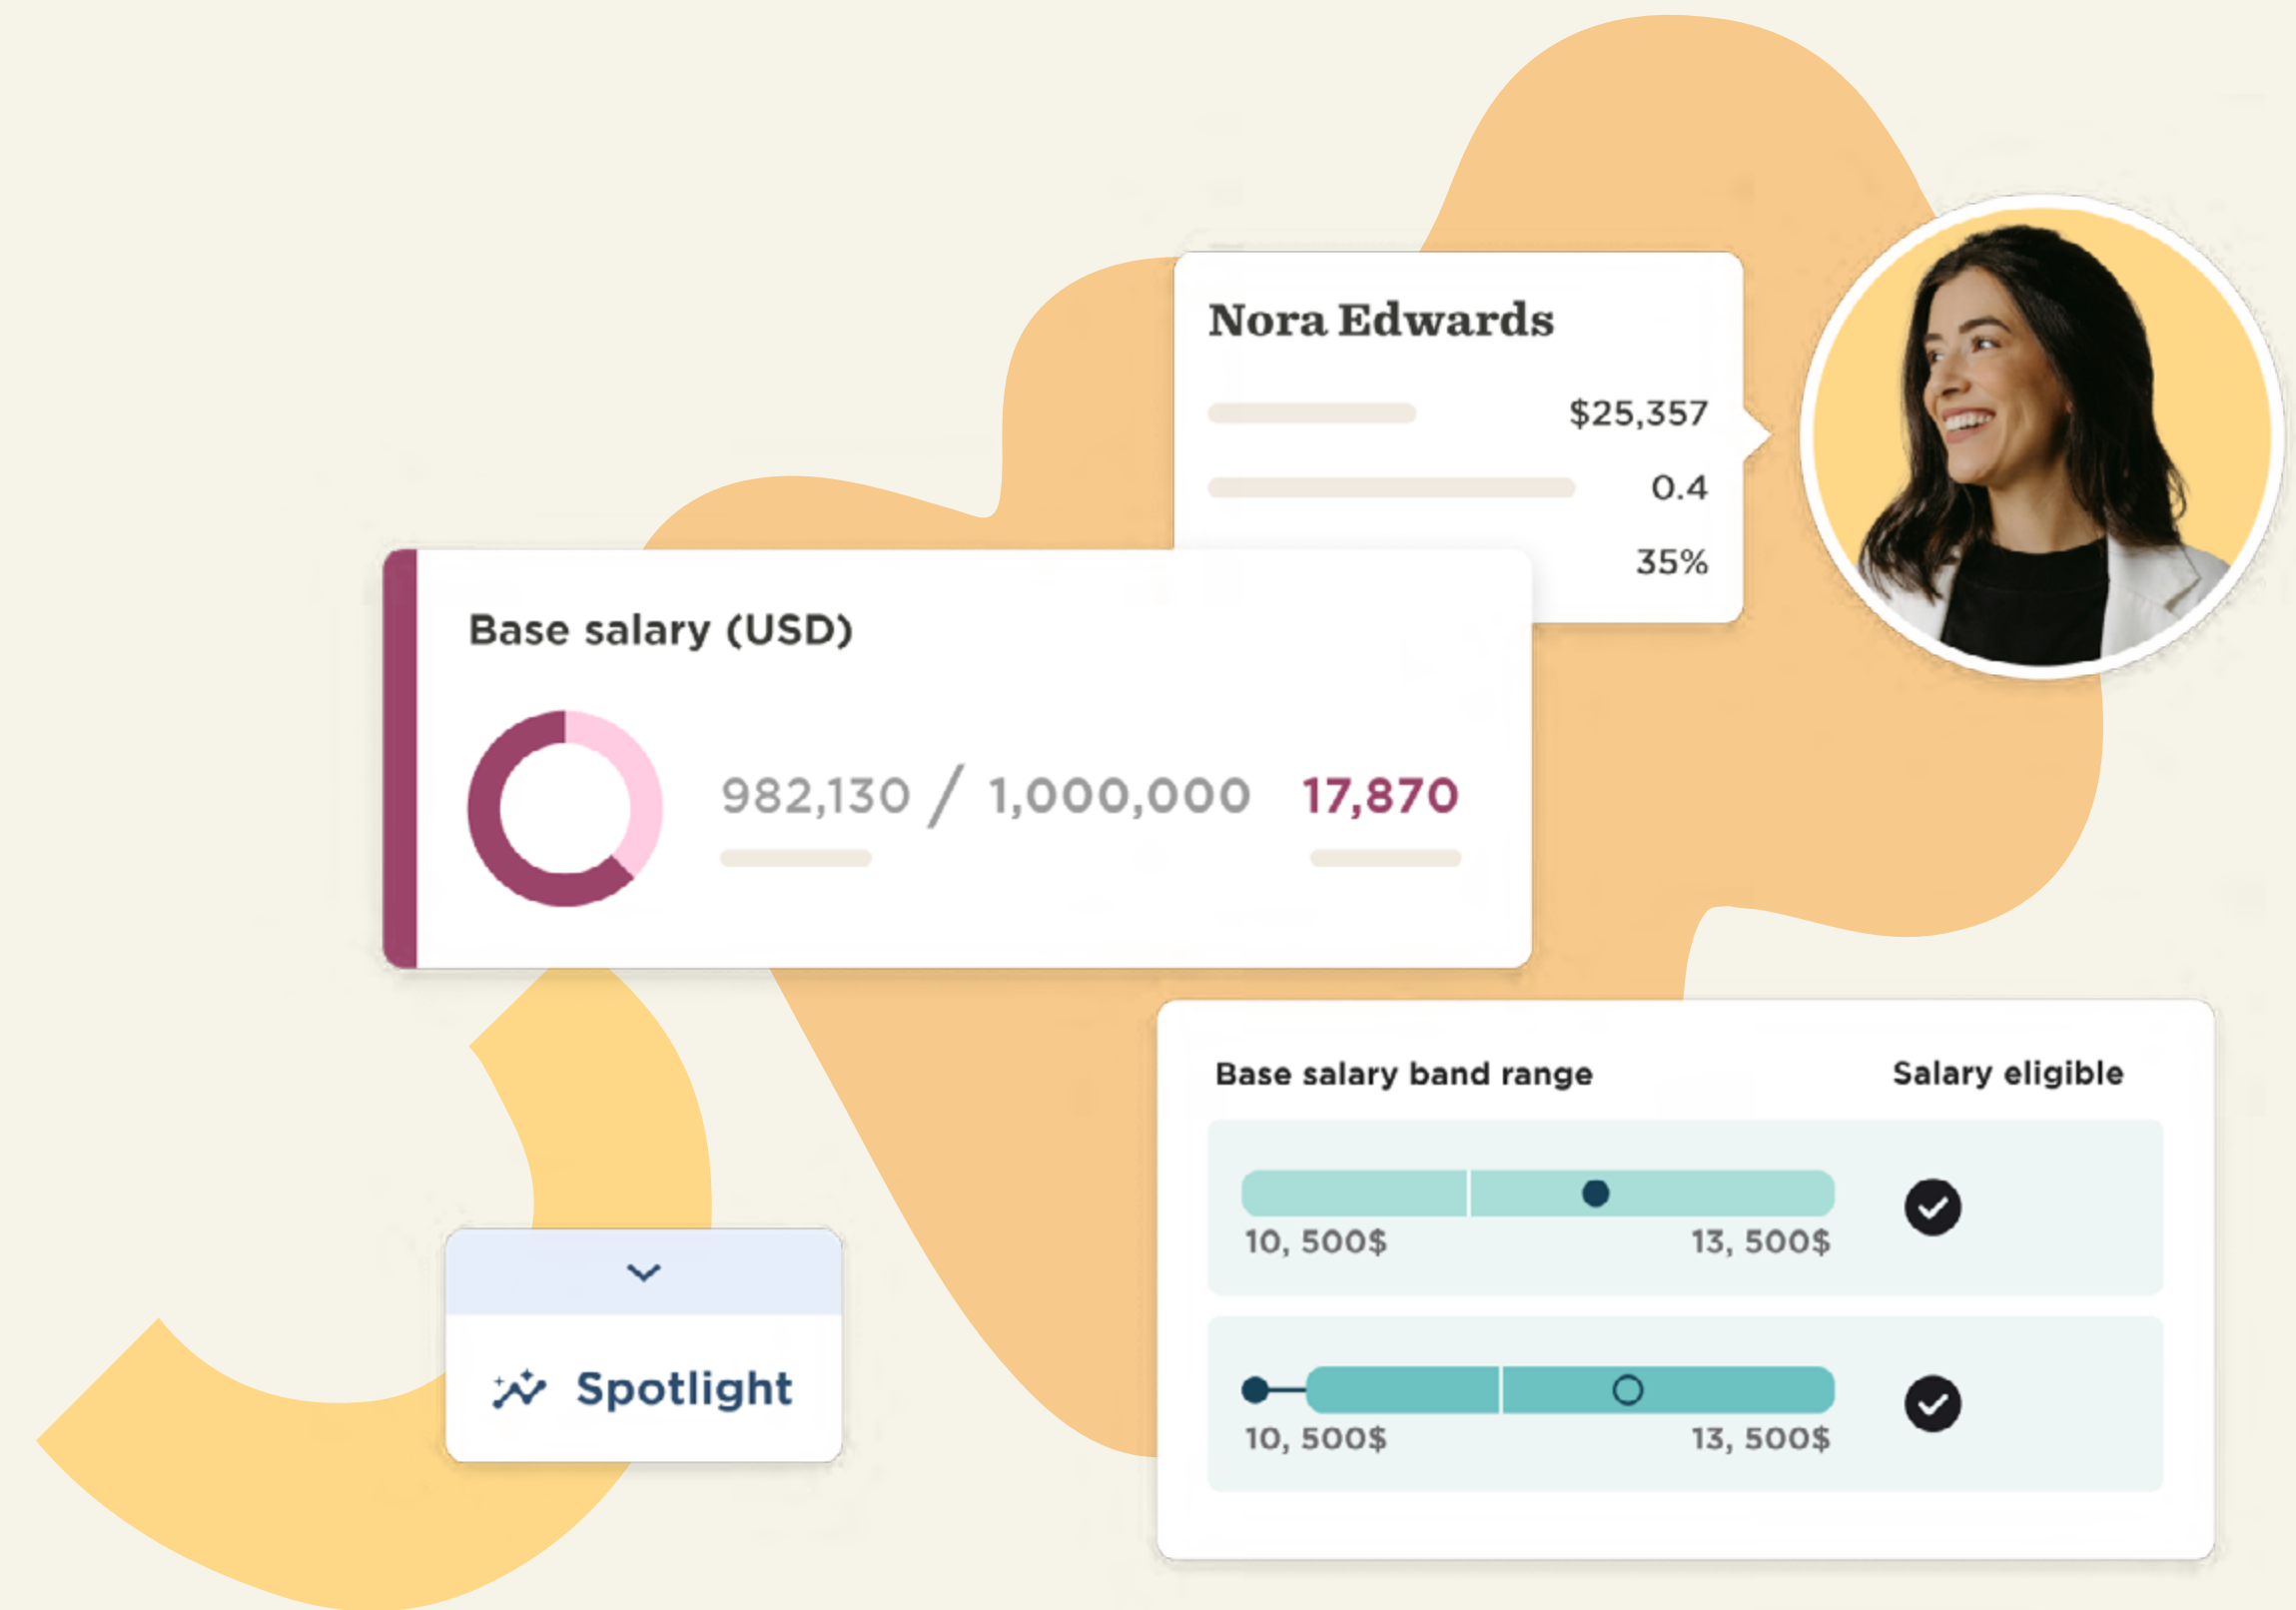 Nora Edwards
$25,357
0.4
35%
Base salary (USD)
982,130 / 1,000,000 17,870
Base salary band range Salary eligible
10, 500$ 13, 500$
10, 500$ 13, 500$
Spotlight